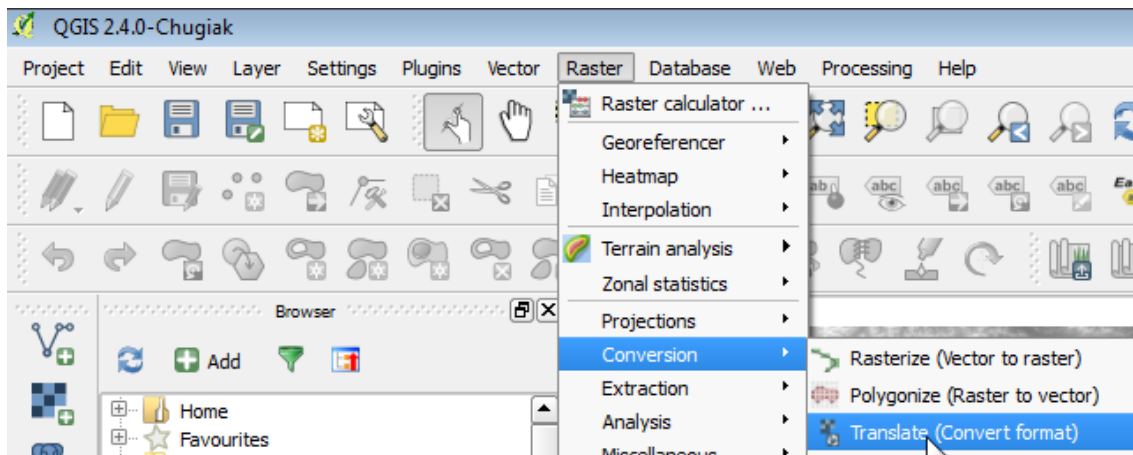 QGIS 2.4.0-Chugiak
Project Edit View Layer Settings Plugins Vector Raster Database Web Processing Help
Raster calculator ...
Georeferencer
Heatmap
Interpolation
abc abc abc abc
Terrain analysis
Zonal statistics
Browser
Projections
Add
Conversion
Rasterize (Vector to raster)
Extraction
Polygonize (Raster to vector)
Home
Analysis
Translate (Convert format)
Favourites
Miscellaneous